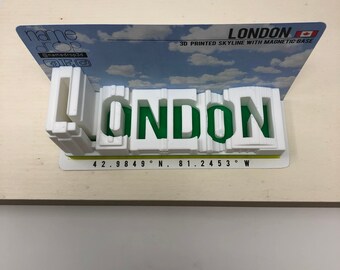 LONDON
3D PRINTED SKYLINE WITH MAGNETIC BASE
LONDON
42.9849°N. 81.2453°W